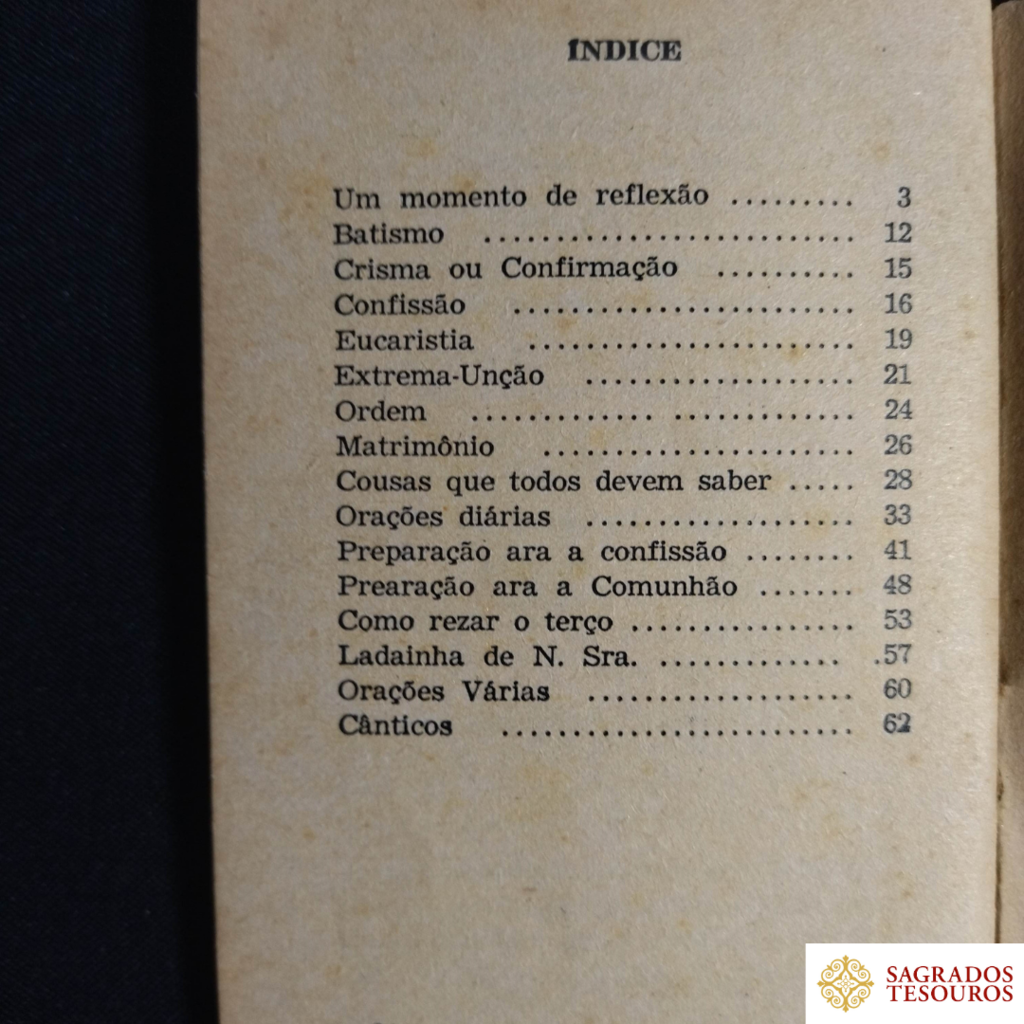 ÍNDICE
Um momento de reflexão ......... 3
Batismo .......................... 12
Crisma ou Confirmação .......... 15
Confissão ........................ 16
Eucaristia ....................... 19
Extrema-Unção ................... 21
Ordem ............. ............. 24
Matrimônio ...................... 26
Cousas que todos devem saber ..... 28
Orações diárias ................... 33
Preparação ara a confissão ........ 41
Prearação ara a Comunhão ....... 48
Como rezar o terço ................ 53
Ladainha de N. Sra. ............. .57
Orações Várias ................... 60
Cânticos ......................... 62
SAGRADOS
TESOUROS